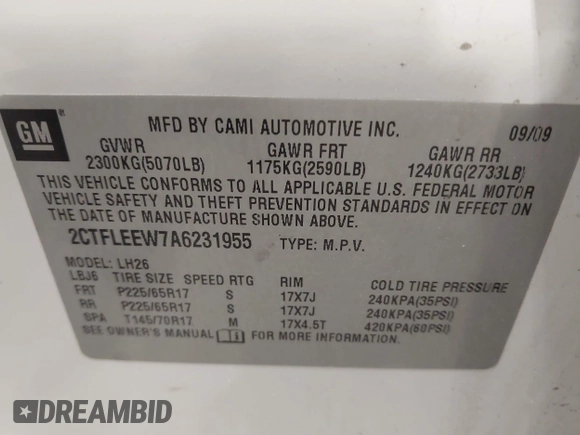 GM
MFD BY CAMI AUTOMOTIVE INC. 09/09
GVWR GAWR FRT GAWR RR
2300KG(5070LB) 1175KG(2590LB) 1240KG(2733LB)
THIS VEHICLE CONFORMS TO ALL APPLICABLE U.S. FEDERAL MOTOR
VEHICLE SAFETY AND THEFT PREVENTION STANDARDS IN EFFECT ON
THE DATE OF MANUFACTURE SHOWN ABOVE.
2CTFLEEW7A6231955 TYPE: M.P.V.
MODEL: LH26
LBJ6 TIRE SIZE SPEED RTG RIM COLD TIRE PRESSURE
FRT P225/65R17 S 17X7J 240KPA(35PSI)
RR P225/65R17 S 17X7J 240KPA(35PSI)
SPA T145/70R17 M 17X4.5T 420KPA(60PSI)
SEE OWNER'S MANUAL FOR MORE INFORMATION.
DREAMBID